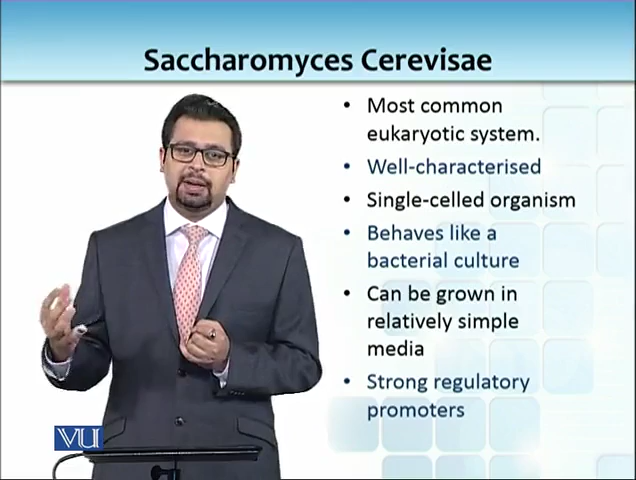 Saccharomyces Cerevisae
• Most common
eukaryotic system.
• Well-characterised
• Single-celled organism
• Behaves like a
bacterial culture
• Can be grown in
relatively simple
media
• Strong regulatory
promoters
VU